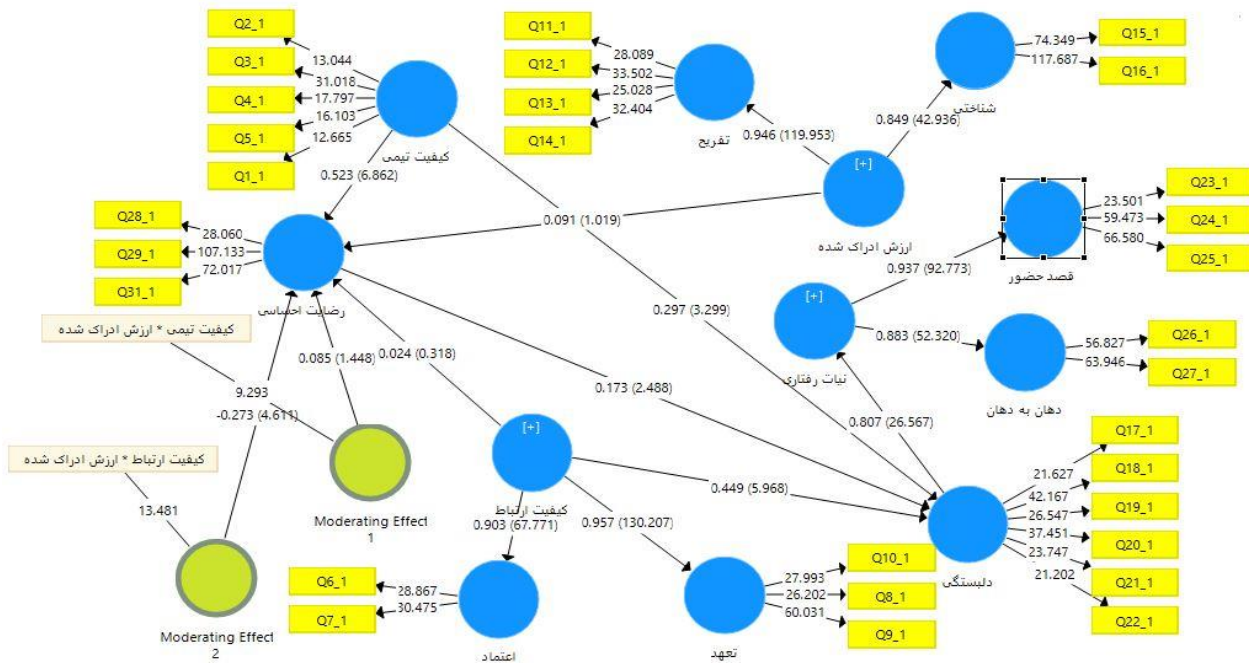 Q2_1
Q3_1
Q4_1
Q5_1
Q1_1
13.044
31.018
17.797
16.103
12.665
کیفیت تیمی
0.523 (6.862)
Q11_1
Q12_1
Q13_1
Q14_1
28.089
33.502
25.028
32.404
تفریح
0.946 (119.953)
0.849 (42.936)
شناختی
74.349
117.687
Q15_1
Q16_1
[+]
ارزش ادراک شده
0.091 (1.019)
Q28_1
Q29_1
Q31_1
28.060
107.133
72.017
رضایت احساسی
Q23_1
Q24_1
Q25_1
23.501
59.473
66.580
قصد حضور
0.937 (92.773)
[+]
نیات رفتاری
0.883 (52.320)
0.297 (3.299)
Q26_1
Q27_1
56.827
63.946
دهان به دهان
کیفیت تیمی * ارزش ادراک شده
0.085 (1.448)
0.024 (0.318)
0.173 (2.488)
0.807 (26.567)
9.293
-0.273 (4.611)
کیفیت ارتباط * ارزش ادراک شده
13.481
Moderating Effect
1
Moderating Effect
2
[+]
کیفیت ارتباط
0.903 (67.771)
0.957 (130.207)
0.449 (5.968)
Q17_1
Q18_1
Q19_1
Q20_1
Q21_1
Q22_1
21.627
42.167
26.547
37.451
23.747
21.202
دلبستگی
Q6_1
Q7_1
28.867
30.475
اعتماد
Q10_1
Q8_1
Q9_1
27.993
26.202
60.031
تعهد